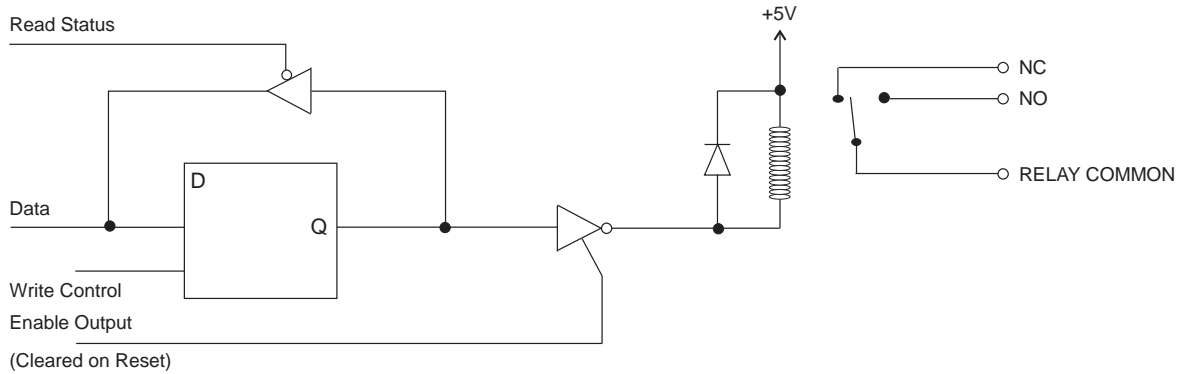 Read Status
+5V
NC
NO
D
RELAY COMMON
Data
Q
Write Control
Enable Output
(Cleared on Reset)